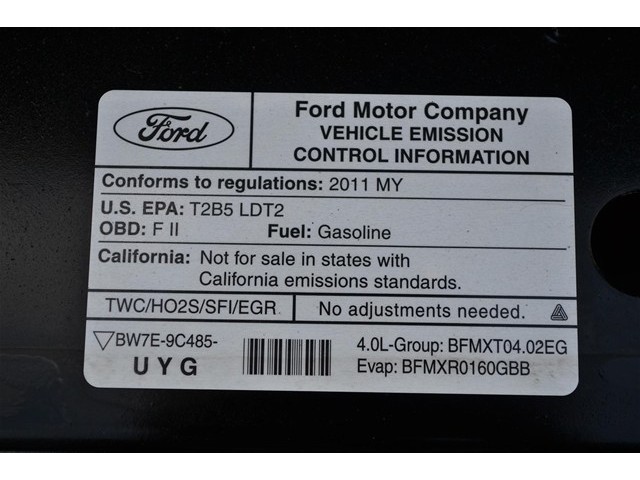 Ford
Ford Motor Company
VEHICLE EMISSION
CONTROL INFORMATION
Conforms to regulations: 2011 MY
U.S. EPA: T2B5 LDT2
OBD: F II Fuel: Gasoline
California: Not for sale in states with
California emissions standards.
TWC/HO2S/SFI/EGR
No adjustments needed.
BW7E-9C485-
UYG
4.0L-Group: BFMXT04.02EG
Evap: BFMXR0160GBB